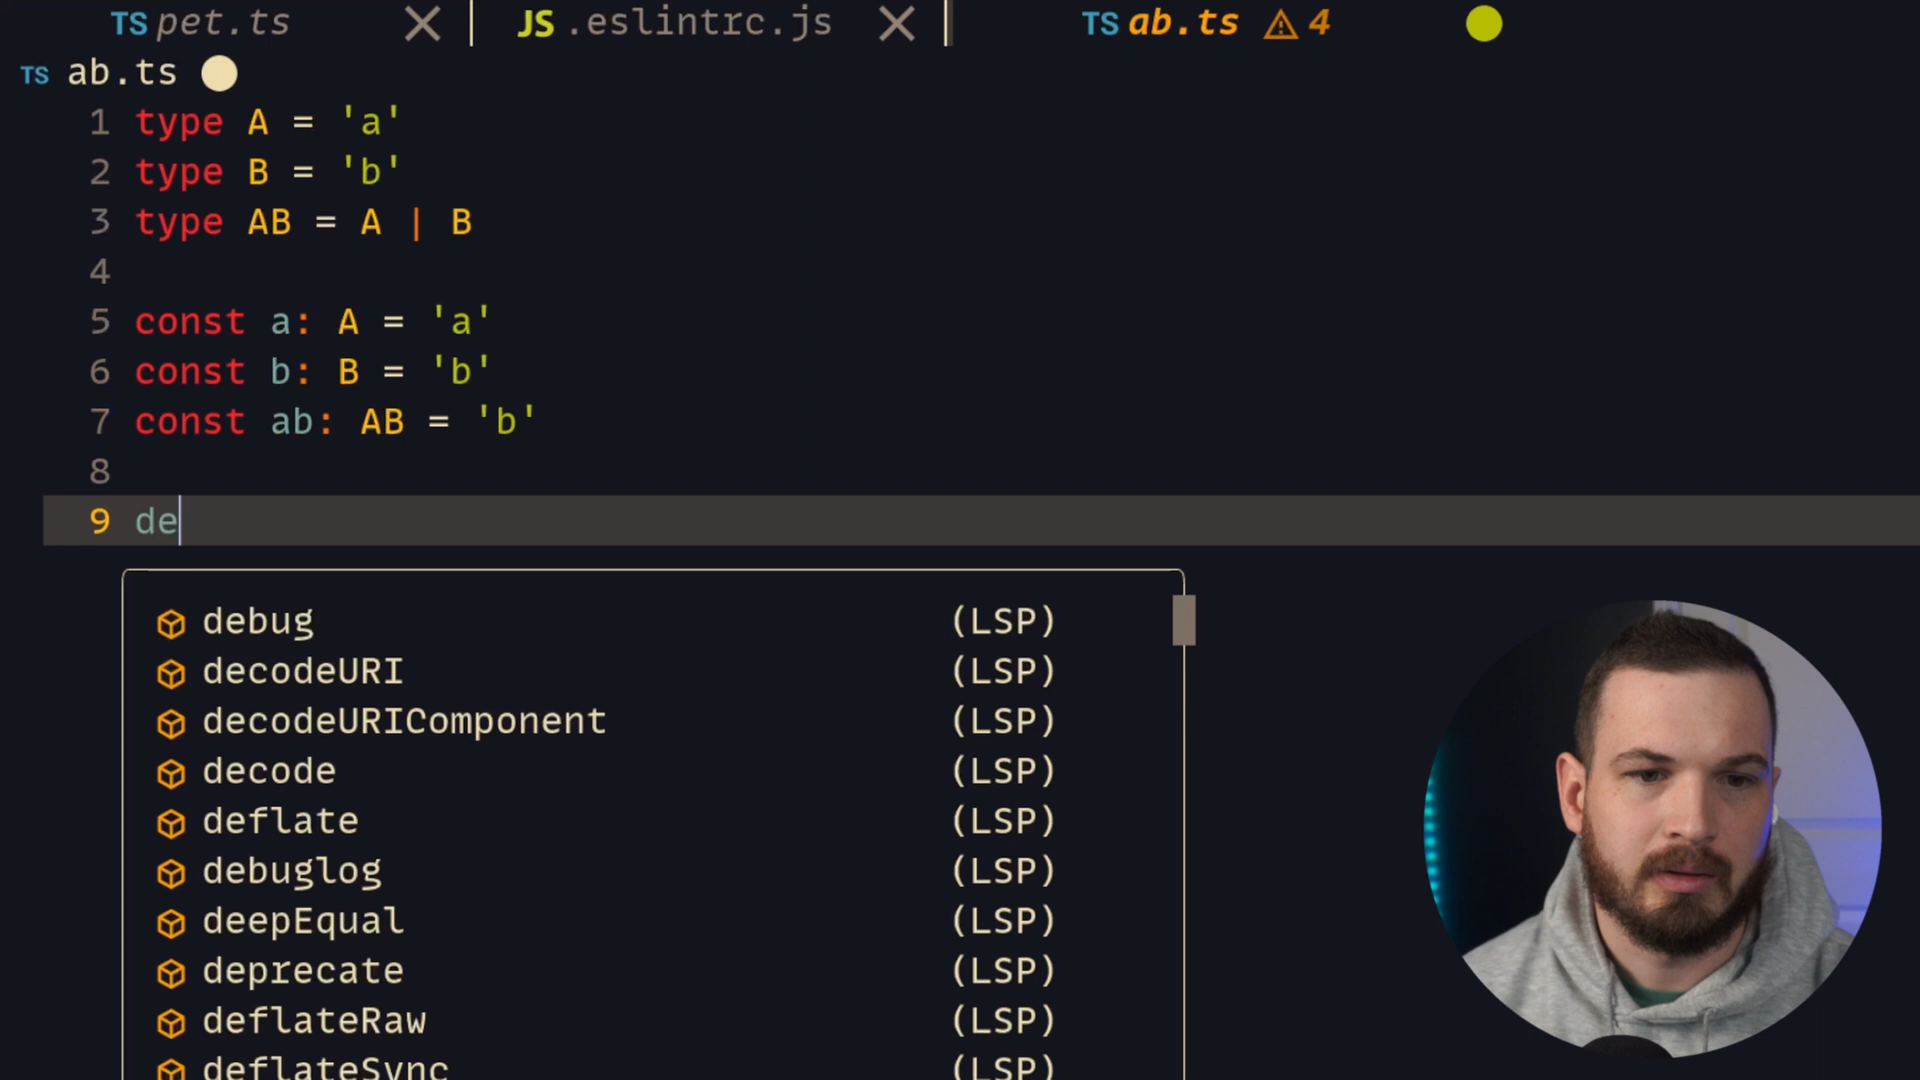 TS pet.ts
JS .eslintrc.js
TS ab.ts 4
TS ab.ts
1 type A = 'a'
2 type B = 'b'
3 type AB = A | B
4
5 const a: A = 'a'
6 const b: B = 'b'
7 const ab: AB = 'b'
8
9 de
debug (LSP)
decodeURI (LSP)
decodeURIComponent (LSP)
decode (LSP)
deflate (LSP)
debuglog (LSP)
deepEqual (LSP)
deprecate (LSP)
deflateRaw (LSP)
deflateSync (LSP)